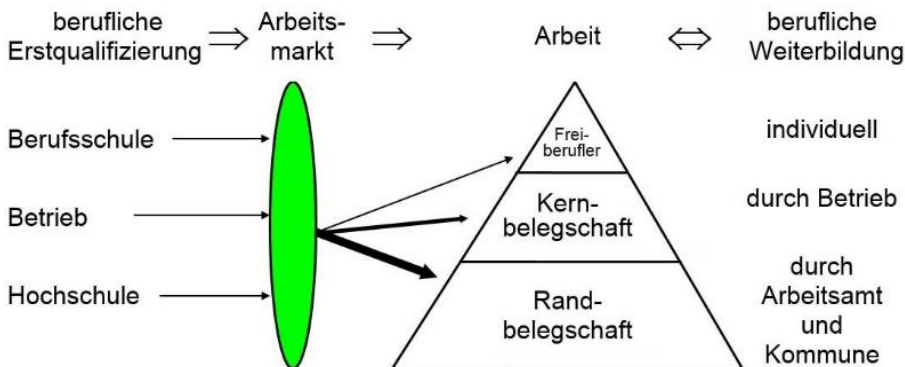 berufliche
Erstqualifizierung
⇒
Arbeits-
markt
⇒
Arbeit
⇔
berufliche
Weiterbildung
Berufsschule
Betrieb
Hochschule
Frei-
berufler
Kern-
belegschaft
Rand-
belegschaft
individuell
durch Betrieb
durch
Arbeitsamt
und
Kommune